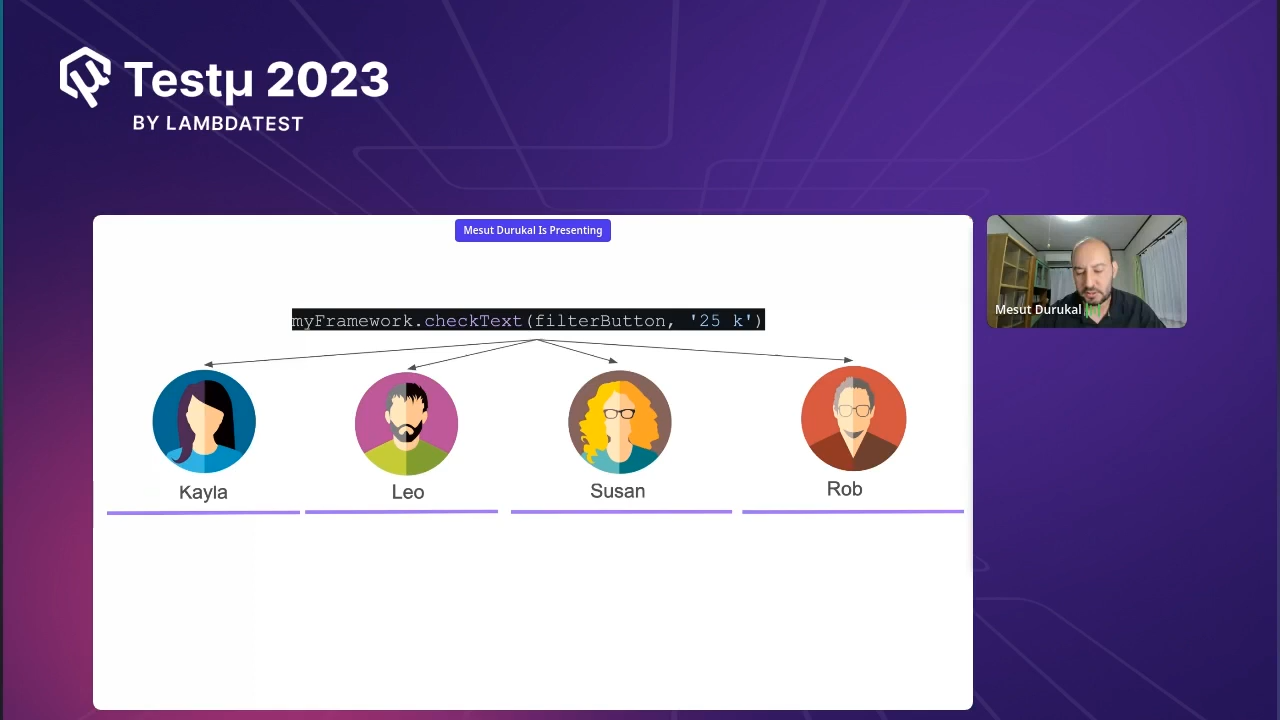 Testμ 2023
BY LAMBDATEST
Mesut Durukal Is Presenting
myFramework.checkText(filterButton, '25 k')
Mesut Durukal
Kayla
Leo
Susan
Rob